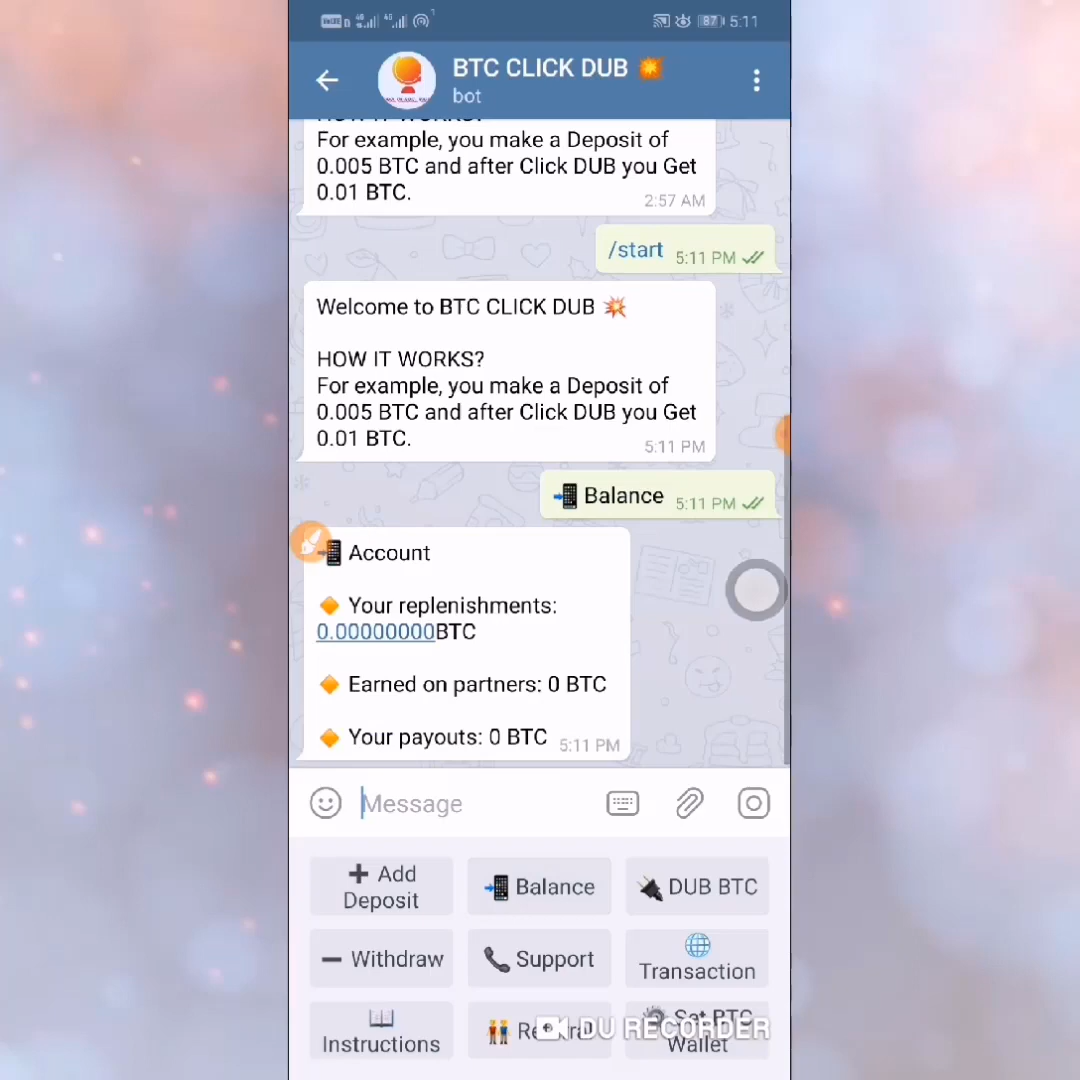 5:11
BTC CLICK DUB
bot
For example, you make a Deposit of
0.005 BTC and after Click DUB you Get
0.01 BTC.
2:57 AM
/start
5:11 PM
Welcome to BTC CLICK DUB
HOW IT WORKS?
For example, you make a Deposit of
0.005 BTC and after Click DUB you Get
0.01 BTC.
5:11 PM
Balance
5:11 PM
Account
Your replenishments:
0.00000000BTC
Earned on partners: 0 BTC
Your payouts: 0 BTC
5:11 PM
Message
Add
Deposit
Balance
DUB BTC
Withdraw
Support
Transaction
Instructions
Set BTC
Wallet
DU RECORDER